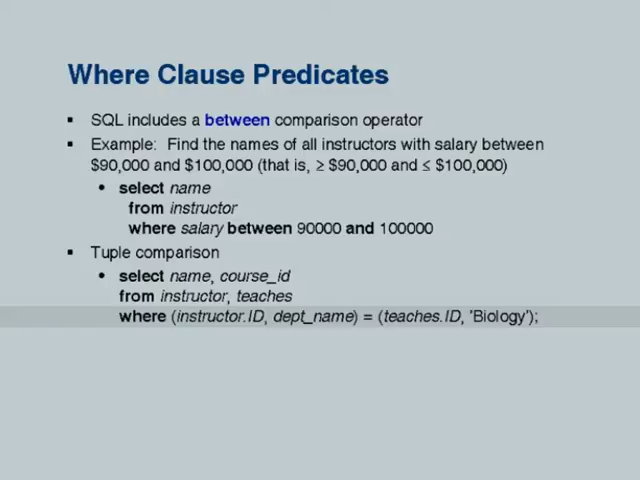 Where Clause Predicates
▪ SQL includes a between comparison operator
▪ Example: Find the names of all instructors with salary between
$90,000 and $100,000 (that is, ≥ $90,000 and ≤ $100,000)
• select name
from instructor
where salary between 90000 and 100000
▪ Tuple comparison
• select name, course_id
from instructor, teaches
where (instructor.ID, dept_name) = (teaches.ID, 'Biology');